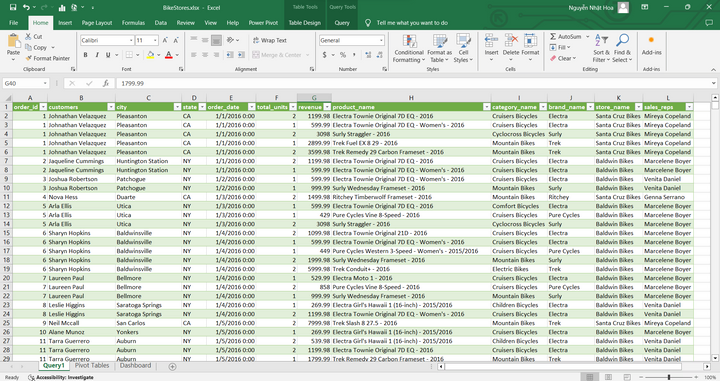 BikeStores.xlsx - Excel
Table Tools
Query Tools
Nguyễn Nhật Hoa
File Home Insert Page Layout Formulas Data Review View Help Power Pivot Table Design Query Tell me what you want to do
Cut
Copy
Format Painter
Paste
Clipboard
Calibri 11
Font
Wrap Text
Merge & Center
Alignment
General
Number
Conditional Formatting Format as Table Cell Styles
Styles
Insert Delete Format
Cells
AutoSum
Fill
Clear
Sort & Filter Find & Select
Editing
Add-ins
Add-ins
G40 1799.99
A B C D E F G H I J K L
1 order_id customers city state order_date total_units revenue product_name category_name brand_name store_name sales_reps
2 1 Johnathan Velazquez Pleasanton CA 1/1/2016 0:00 2 1199.98 Electra Townie Original 7D EQ - 2016 Cruisers Bicycles Electra Santa Cruz Bikes Mireya Copeland
3 1 Johnathan Velazquez Pleasanton CA 1/1/2016 0:00 1 599.99 Electra Townie Original 7D EQ - Women's - 2016 Cruisers Bicycles Electra Santa Cruz Bikes Mireya Copeland
4 1 Johnathan Velazquez Pleasanton CA 1/1/2016 0:00 2 3098 Surly Straggler - 2016 Cyclocross Bicycles Surly Santa Cruz Bikes Mireya Copeland
5 1 Johnathan Velazquez Pleasanton CA 1/1/2016 0:00 1 2899.99 Trek Fuel EX 8 29 - 2016 Mountain Bikes Trek Santa Cruz Bikes Mireya Copeland
6 1 Johnathan Velazquez Pleasanton CA 1/1/2016 0:00 2 3599.98 Trek Remedy 29 Carbon Frameset - 2016 Mountain Bikes Trek Santa Cruz Bikes Mireya Copeland
7 2 Jaqueline Cummings Huntington Station NY 1/1/2016 0:00 2 1199.98 Electra Townie Original 7D EQ - 2016 Cruisers Bicycles Electra Baldwin Bikes Marcelene Boyer
8 2 Jaqueline Cummings Huntington Station NY 1/1/2016 0:00 1 599.99 Electra Townie Original 7D EQ - Women's - 2016 Cruisers Bicycles Electra Baldwin Bikes Marcelene Boyer
9 3 Joshua Robertson Patchogue NY 1/1/2016 0:00 1 599.99 Electra Townie Original 7D EQ - Women's - 2016 Cruisers Bicycles Electra Baldwin Bikes Venita Daniel
10 3 Joshua Robertson Patchogue NY 1/1/2016 0:00 1 999.99 Surly Wednesday Frameset - 2016 Mountain Bikes Surly Baldwin Bikes Venita Daniel
11 4 Nova Hess Duarte CA 1/3/2016 0:00 2 1499.98 Ritchey Timberwolf Frameset - 2016 Mountain Bikes Ritchey Santa Cruz Bikes Genna Serrano
12 5 Arla Ellis Utica NY 1/3/2016 0:00 1 599.99 Electra Townie Original 7D EQ - 2016 Comfort Bicycles Electra Baldwin Bikes Marcelene Boyer
13 5 Arla Ellis Utica NY 1/3/2016 0:00 1 429 Pure Cycles Vine 8-Speed - 2016 Cruisers Bicycles Pure Cycles Baldwin Bikes Marcelene Boyer
14 5 Arla Ellis Utica NY 1/3/2016 0:00 2 3098 Surly Straggler - 2016 Cyclocross Bicycles Surly Baldwin Bikes Marcelene Boyer
15 6 Sharyn Hopkins Baldwinsville NY 1/4/2016 0:00 2 1099.98 Electra Townie Original 21D - 2016 Cruisers Bicycles Electra Baldwin Bikes Marcelene Boyer
16 6 Sharyn Hopkins Baldwinsville NY 1/4/2016 0:00 1 599.99 Electra Townie Original 7D EQ - Women's - 2016 Cruisers Bicycles Electra Baldwin Bikes Marcelene Boyer
17 6 Sharyn Hopkins Baldwinsville NY 1/4/2016 0:00 1 449 Pure Cycles Western 3-Speed - Women's - 2015/2016 Cruisers Bicycles Pure Cycles Baldwin Bikes Marcelene Boyer
18 6 Sharyn Hopkins Baldwinsville NY 1/4/2016 0:00 2 1999.98 Surly Wednesday Frameset - 2016 Mountain Bikes Surly Baldwin Bikes Marcelene Boyer
19 6 Sharyn Hopkins Baldwinsville NY 1/4/2016 0:00 2 5999.98 Trek Conduit+ - 2016 Electric Bikes Trek Baldwin Bikes Marcelene Boyer
20 7 Laureen Paul Bellmore NY 1/4/2016 0:00 1 529.99 Electra Moto 1 - 2016 Cruisers Bicycles Electra Baldwin Bikes Marcelene Boyer
21 7 Laureen Paul Bellmore NY 1/4/2016 0:00 2 858 Pure Cycles Vine 8-Speed - 2016 Cruisers Bicycles Pure Cycles Baldwin Bikes Marcelene Boyer
22 7 Laureen Paul Bellmore NY 1/4/2016 0:00 1 999.99 Surly Wednesday Frameset - 2016 Mountain Bikes Surly Baldwin Bikes Marcelene Boyer
23 8 Leslie Higgins Saratoga Springs NY 1/4/2016 0:00 1 269.99 Electra Girl's Hawaii 1 (16-inch) - 2015/2016 Children Bicycles Electra Baldwin Bikes Venita Daniel
24 8 Leslie Higgins Saratoga Springs NY 1/4/2016 0:00 2 1199.98 Electra Townie Original 7D EQ - 2016 Cruisers Bicycles Electra Baldwin Bikes Venita Daniel
25 9 Neil Mccall San Carlos CA 1/5/2016 0:00 2 7999.98 Trek Slash 8 27.5 - 2016 Mountain Bikes Trek Santa Cruz Bikes Mireya Copeland
26 10 Alane Munoz Yonkers NY 1/5/2016 0:00 1 269.99 Electra Girl's Hawaii 1 (16-inch) - 2015/2016 Cruisers Bicycles Electra Baldwin Bikes Venita Daniel
27 11 Tarra Guerrero Auburn NY 1/5/2016 0:00 2 539.98 Electra Girl's Hawaii 1 (16-inch) - 2015/2016 Children Bicycles Electra Baldwin Bikes Venita Daniel
28 11 Tarra Guerrero Auburn NY 1/5/2016 0:00 2 1199.98 Electra Townie Original 7D EQ - 2016 Cruisers Bicycles Electra Baldwin Bikes Venita Daniel
29 11 Tarra Guerrero Auburn NY 1/5/2016 0:00 1 1799.99 Trek Remedy 29 Carbon Frameset - 2016 Mountain Bikes Trek Baldwin Bikes Venita Daniel
Query1 Pivot Tables Dashboard
Ready Accessibility: Investigate 100%